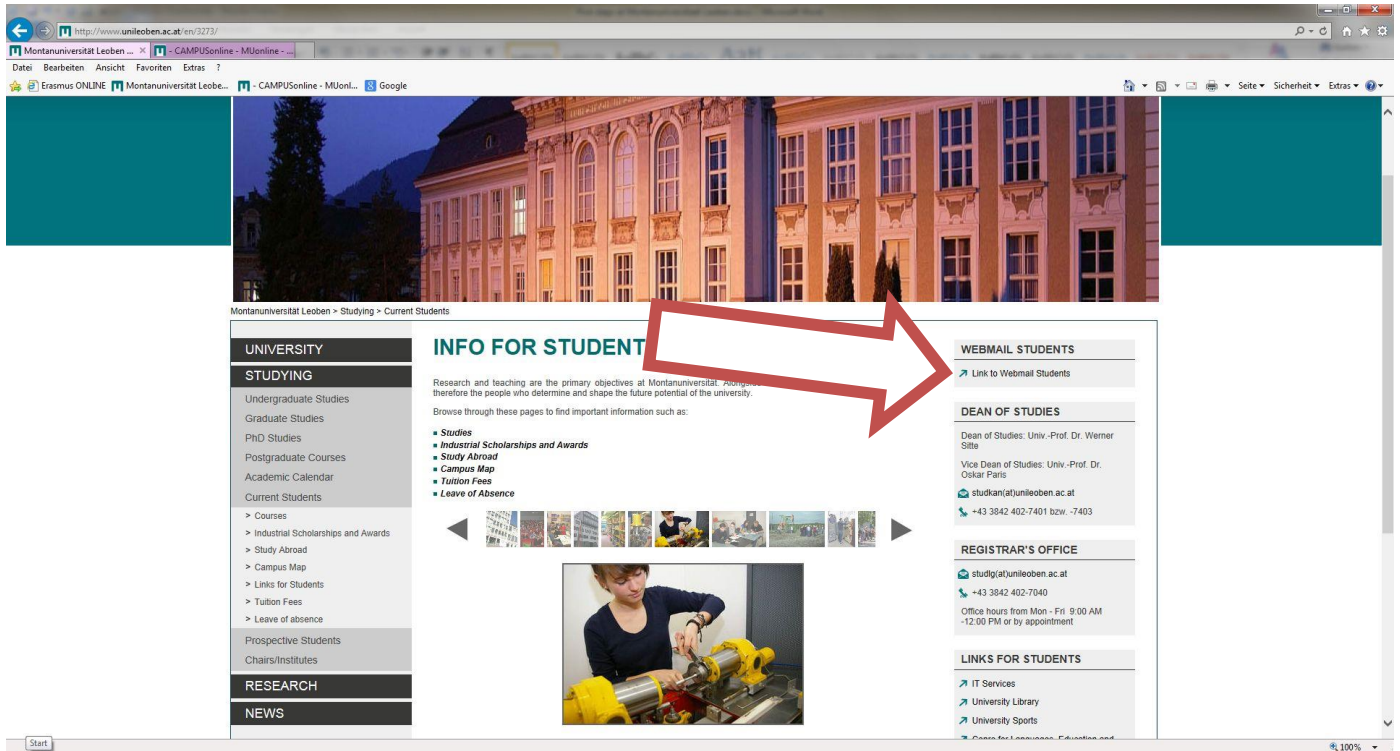 http://www.unileoben.ac.at/en/3273/
Montanuniversität Leoben ... × - CAMPUSonline - MUonline - ...
Datei Bearbeiten Ansicht Favoriten Extras ?
Erasmus ONLINE Montanuniversität Leobe... - CAMPUSonline - MUonl... Google
Seite Sicherheit Extras
Montanuniversität Leoben > Studying > Current Students
UNIVERSITY
STUDYING
Undergraduate Studies
Graduate Studies
PhD Studies
Postgraduate Courses
Academic Calendar
Current Students
> Courses
> Industrial Scholarships and Awards
> Study Abroad
> Campus Map
> Links for Students
> Tuition Fees
> Leave of absence
Prospective Students
Chairs/Institutes
RESEARCH
NEWS
INFO FOR STUDENT
Research and teaching are the primary objectives at Montanuniversität.
therefore the people who determine and shape the future potential of the university.
Browse through these pages to find important information such as:
Studies
Industrial Scholarships and Awards
Study Abroad
Campus Map
Tuition Fees
Leave of Absence
WEBMAIL STUDENTS
Link to Webmail Students
DEAN OF STUDIES
Dean of Studies: Univ.-Prof. Dr. Werner
Sitte
Vice Dean of Studies: Univ.-Prof. Dr.
Oskar Paris
studkan(at)unileoben.ac.at
+43 3842 402-7401 bzw. -7403
REGISTRAR'S OFFICE
studlg(at)unileoben.ac.at
+43 3842 402-7040
Office hours from Mon - Fri 9:00 AM
-12:00 PM or by appointment
LINKS FOR STUDENTS
IT Services
University Library
University Sports
Start
100%